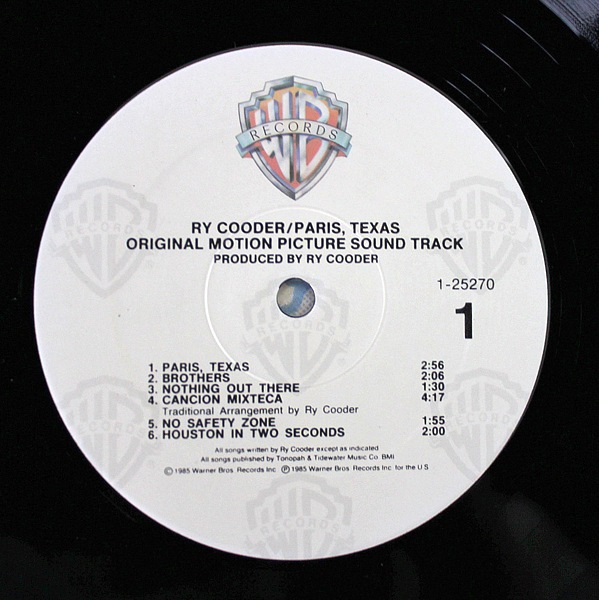 RECORDS
RY COODER/PARIS, TEXAS
ORIGINAL MOTION PICTURE SOUND TRACK
PRODUCED BY RY COODER
1-25270
1
1. PARIS, TEXAS 2:56
2. BROTHERS 2:06
3. NOTHING OUT THERE 1:30
4. CANCION MIXTECA 4:17
Traditional Arrangement by Ry Cooder
5. NO SAFETY ZONE 1:55
6. HOUSTON IN TWO SECONDS 2:00
All songs written by Ry Cooder except as indicated
All songs published by Tonopah & Tidewater Music Co BMI
© 1985 Warner Bros. Records Inc ℗ 1985 Warner Bros. Records Inc. for the U.S